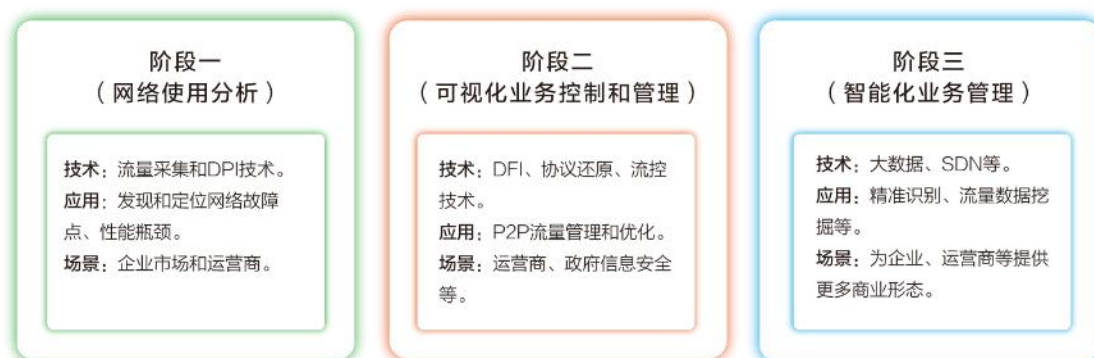 阶段一
（网络使用分析）
技术：流量采集和DPI技术。
应用：发现和定位网络故障
点、性能瓶颈。
场景：企业市场和运营商。
阶段二
（可视化业务控制和管理）
技术：DFI、协议还原、流控
技术。
应用：P2P流量管理和优化。
场景：运营商、政府信息安全
等。
阶段三
（智能化业务管理）
技术：大数据、SDN等。
应用：精准识别、流量数据挖
掘等。
场景：为企业、运营商等提供
更多商业形态。